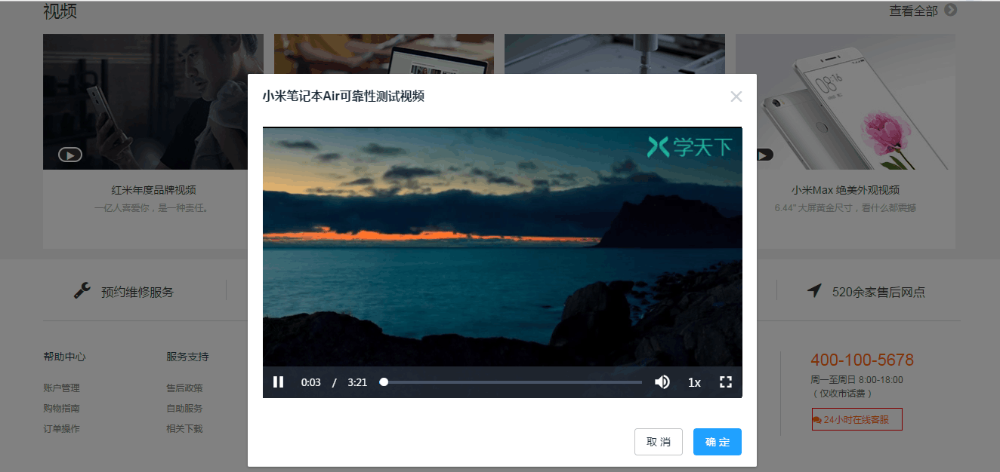 视频
查看全部
小米笔记本Air可靠性测试视频
学天下
08:16
红米年度品牌视频
一亿人喜爱你，是一种责任。
小米Max 绝美外观视频
6.44" 大屏黄金尺寸，看什么都震撼
0:03 / 3:21
1x
预约维修服务
520余家售后网点
帮助中心
服务支持
400-100-5678
周一至周日 8:00-18:00
（仅收市话费）
账户管理
售后政策
购物指南
自助服务
24小时在线客服
订单操作
相关下载
取 消
确 定